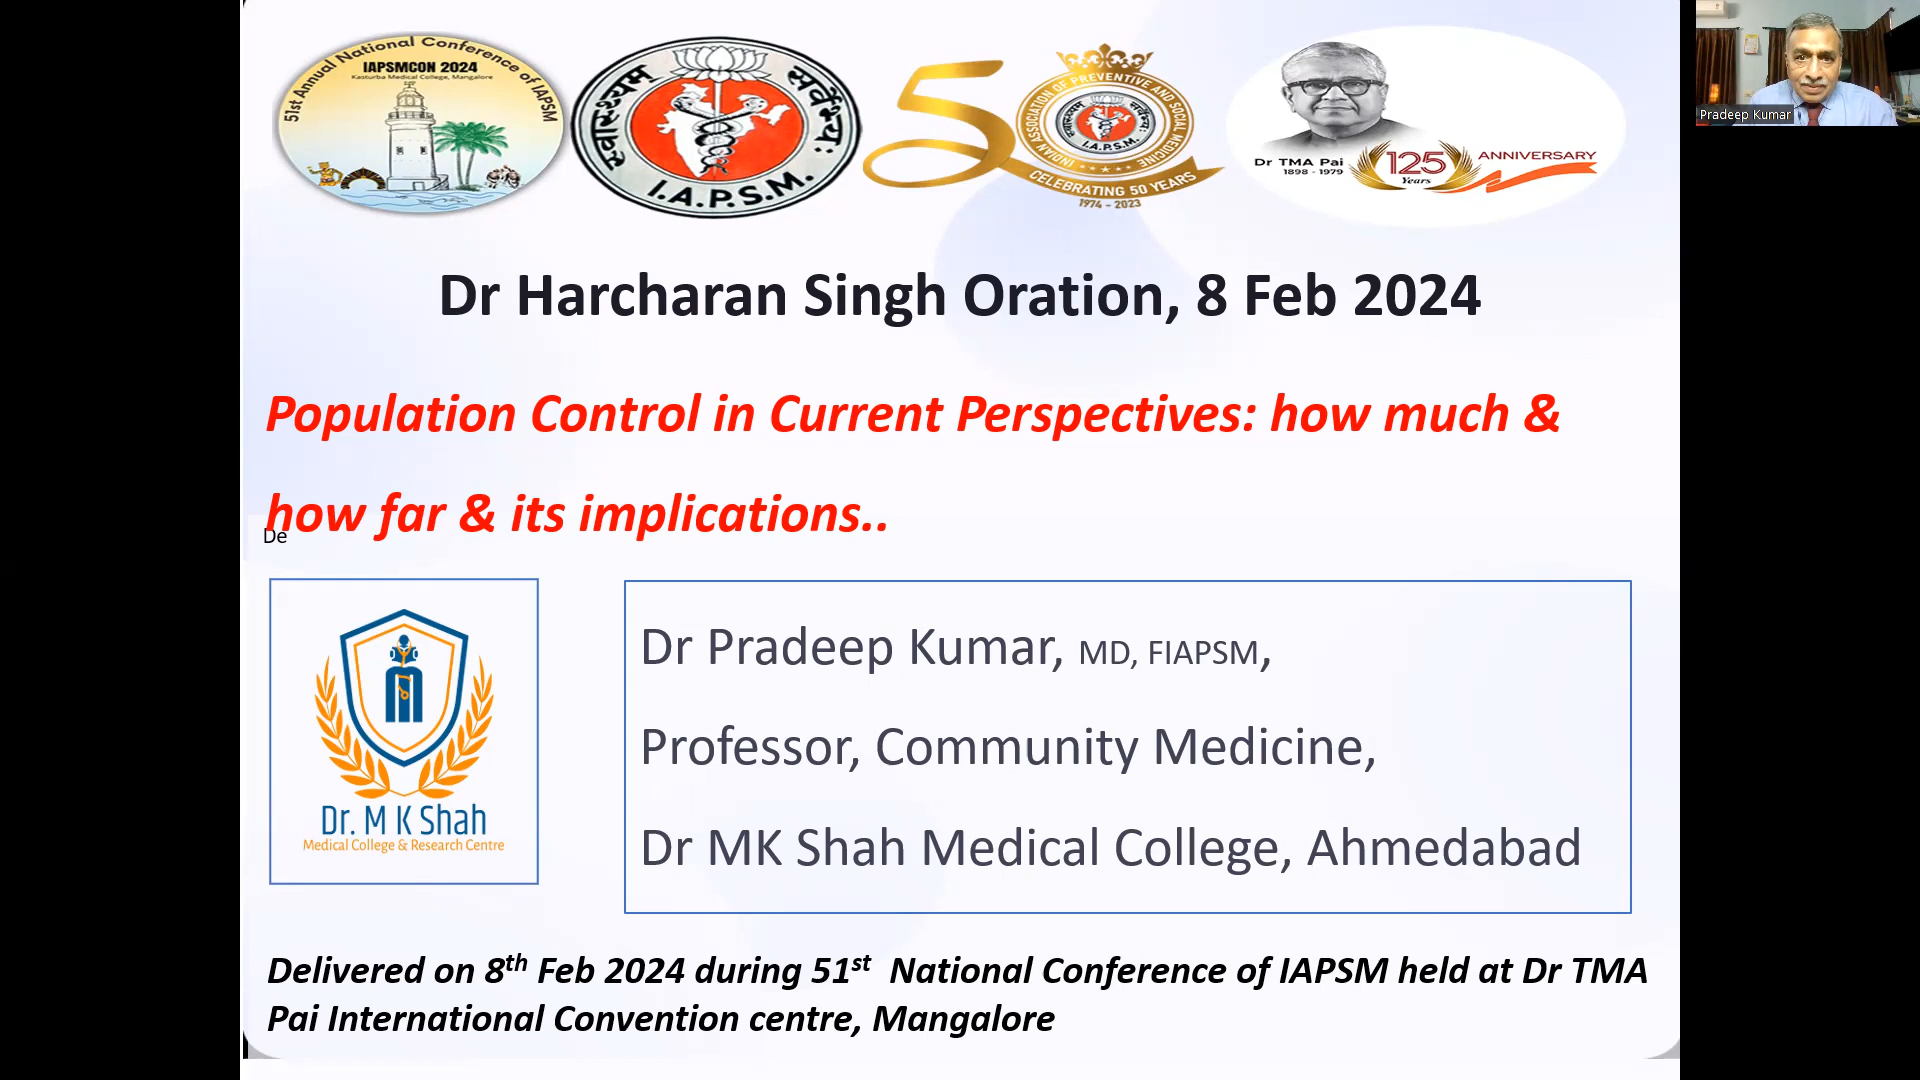 51st Annual National Conference of IAPSM
IAPSMCON 2024
Kasturba Medical College, Mangalore
स्वास्थ्यम् सर्वेभ्यः
I.A.P.S.M.
50
INDIAN ASSOCIATION OF PREVENTIVE AND SOCIAL MEDICINE
I.A.P.S.M.
CELEBRATING 50 YEARS
1974 - 2023
Dr TMA Pai
1898 - 1979
125
Years
ANNIVERSARY
Pradeep Kumar
Dr Harcharan Singh Oration, 8 Feb 2024
Population Control in Current Perspectives: how much &
how far & its implications..
De
Dr. M K Shah
Medical College & Research Centre
Dr Pradeep Kumar, MD, FIAPSM,
Professor, Community Medicine,
Dr MK Shah Medical College, Ahmedabad
Delivered on 8th Feb 2024 during 51st National Conference of IAPSM held at Dr TMA
Pai International Convention centre, Mangalore